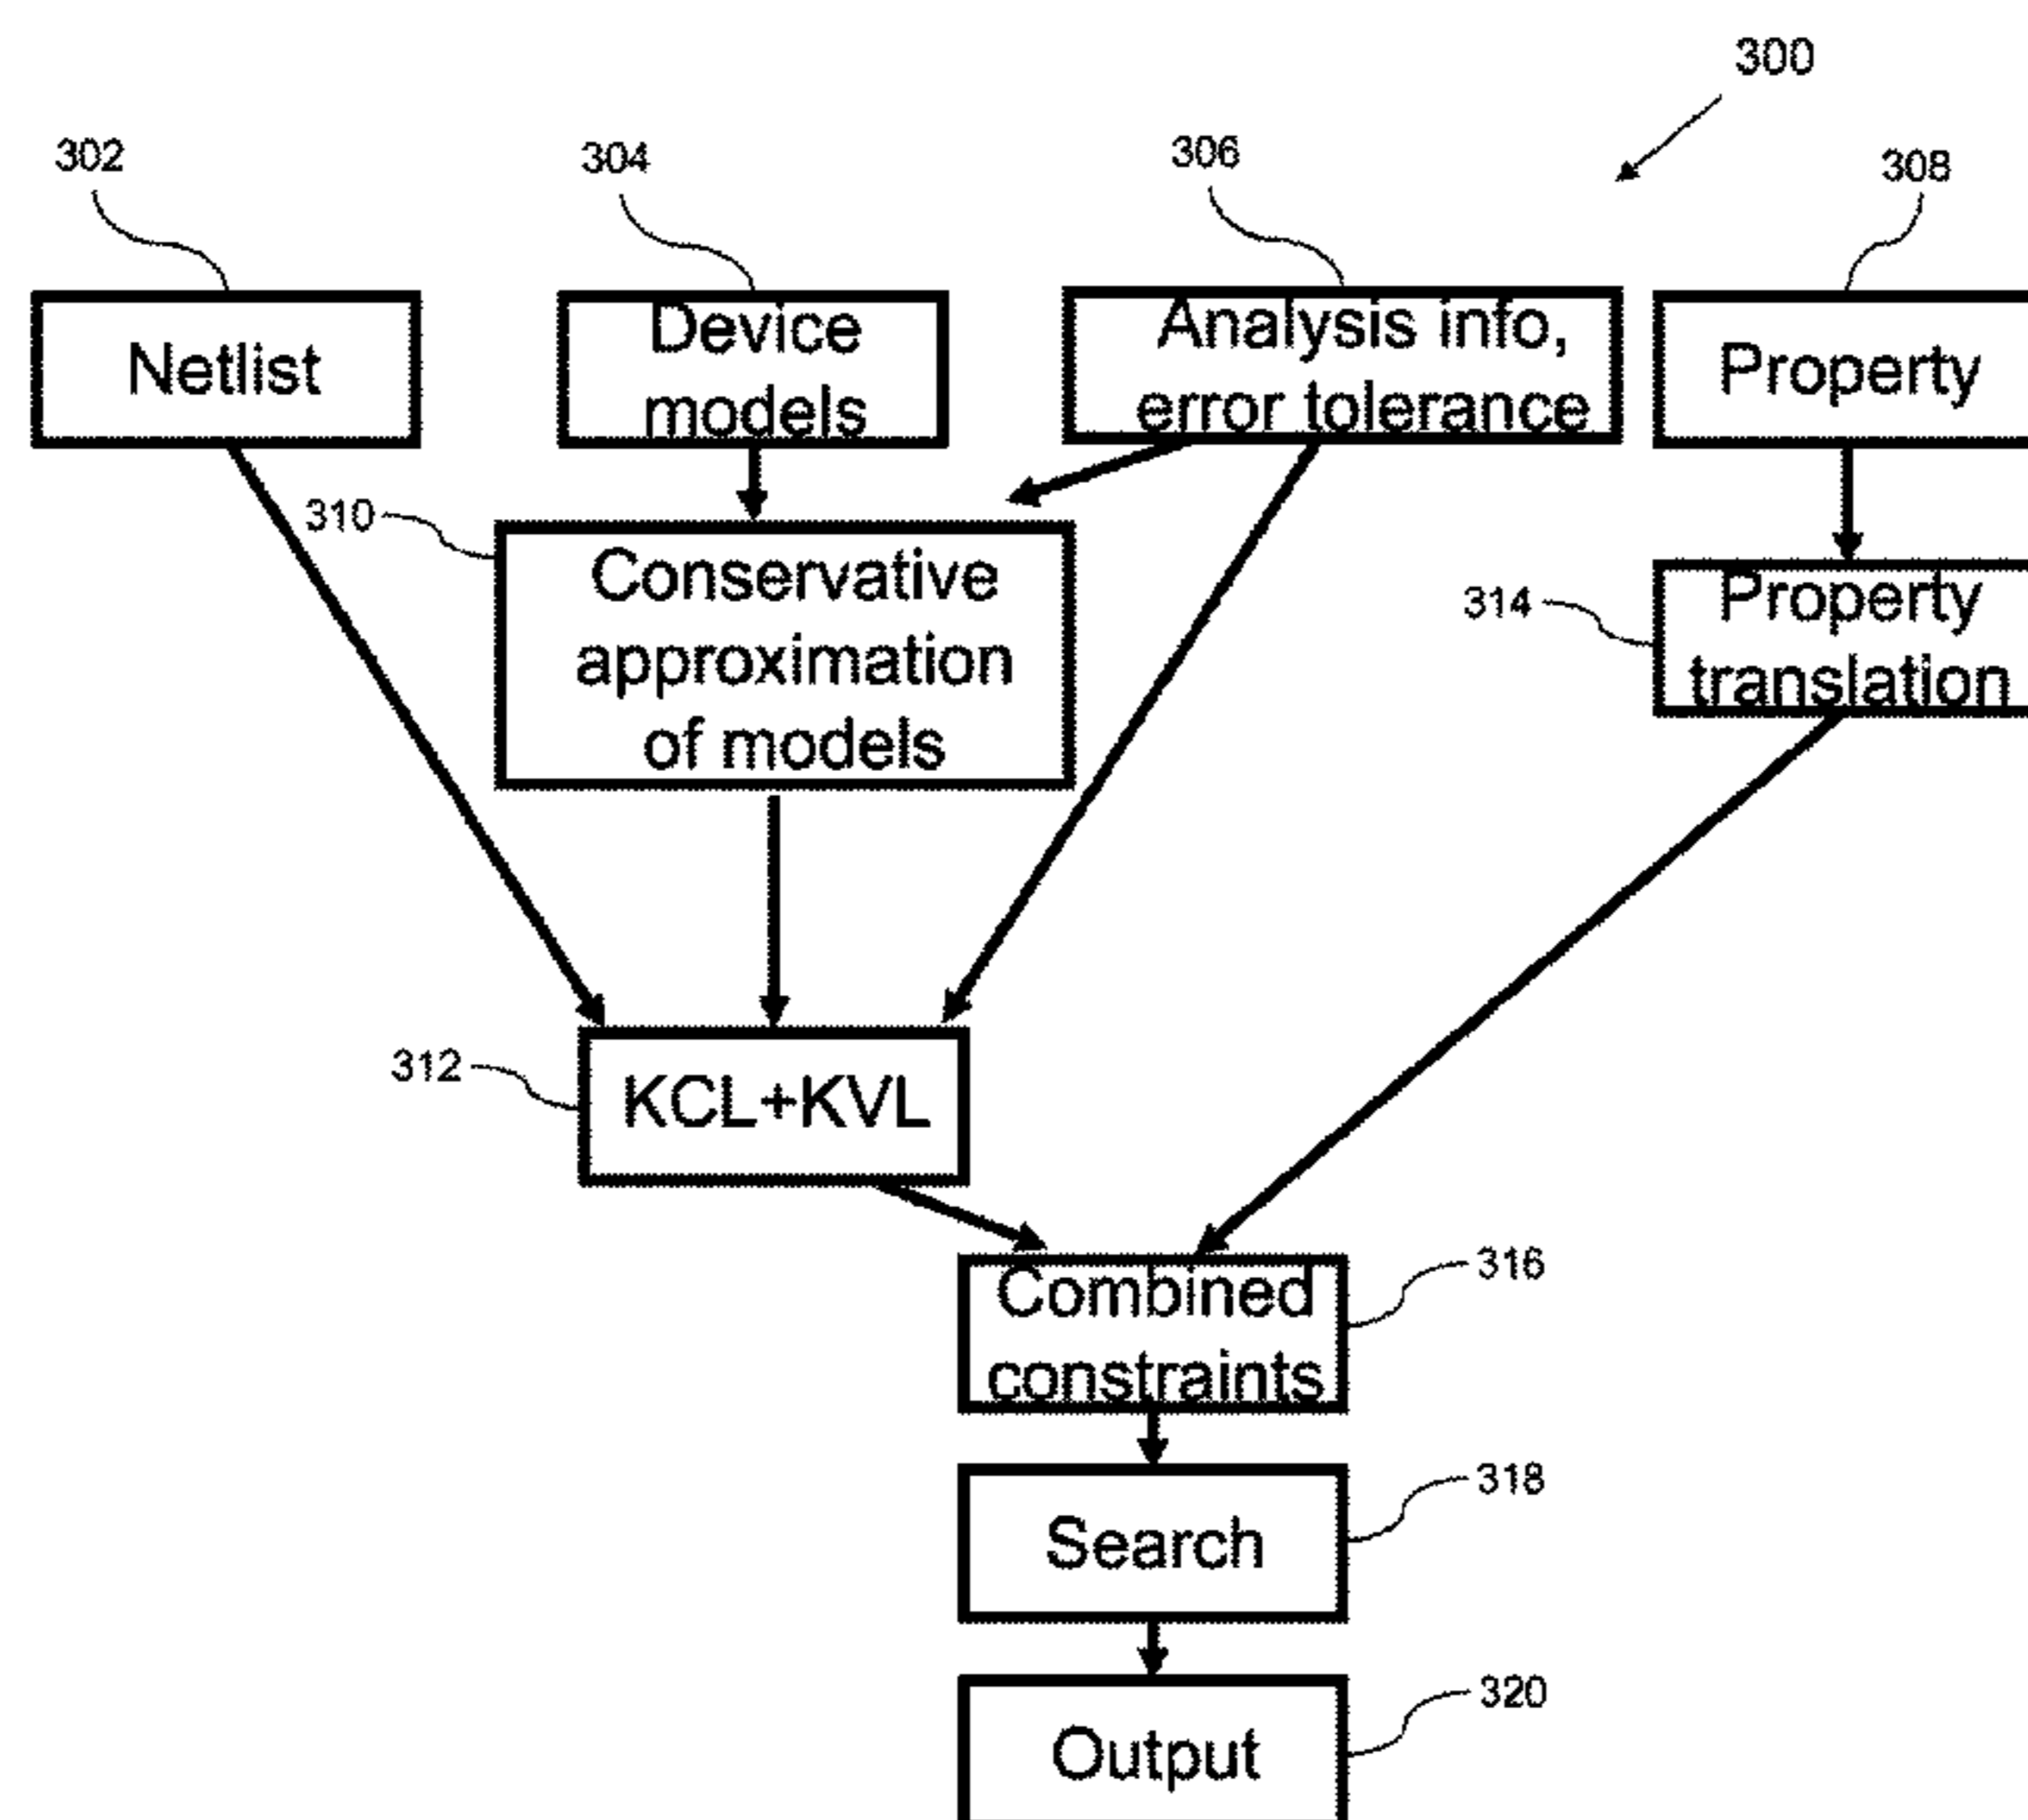 300
302
304
306
308
Netlist
Device
models
Analysis info,
error tolerance
Property
310
Conservative
approximation
of models
314
Property
translation
312
KCL+KVL
Combined
constraints
316
Search
318
Output
320